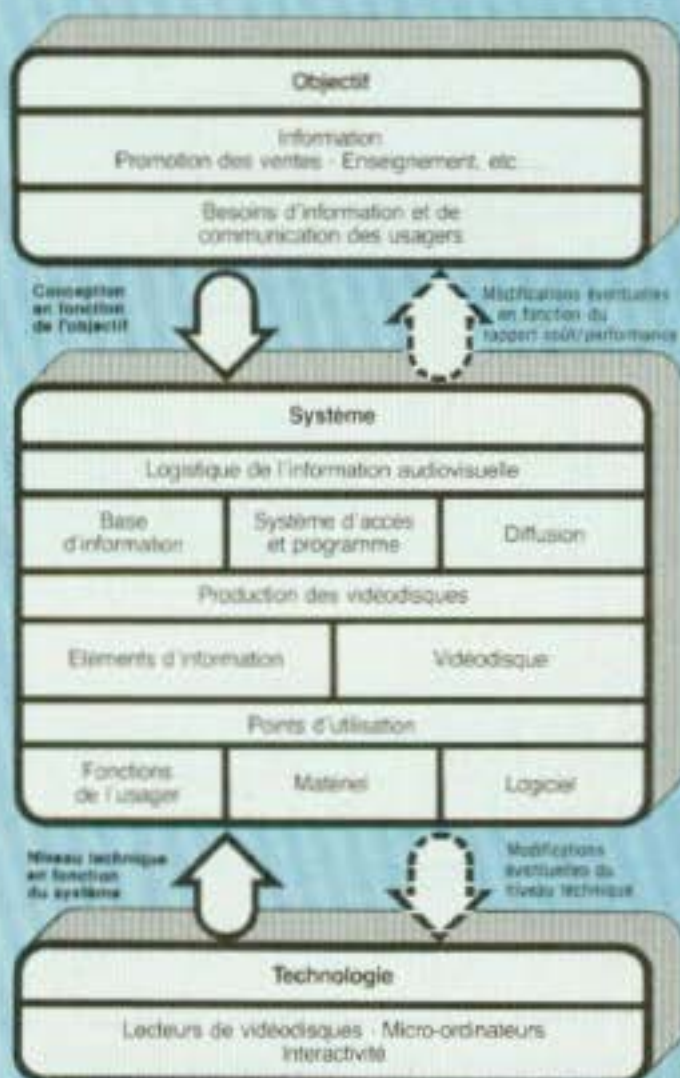 Objectif
Information
Promotion des ventes · Enseignement, etc
Besoins d'information et de
communication des usagers
Conception
en fonction
de l'objectif
Modifications éventuelles
en fonction du
rapport coût/performance
Système
Logistique de l'information audiovisuelle
Base
d'information
Système d'accès
et programme
Diffusion
Production des vidéodisques
Eléments d'information
Vidéodisque
Points d'utilisation
Fonctions
de l'usager
Matériel
Logiciel
Niveau technique
en fonction
du système
Modifications
éventuelles du
niveau technique
Technologie
Lecteurs de vidéodisques · Micro-ordinateurs
Interactivité